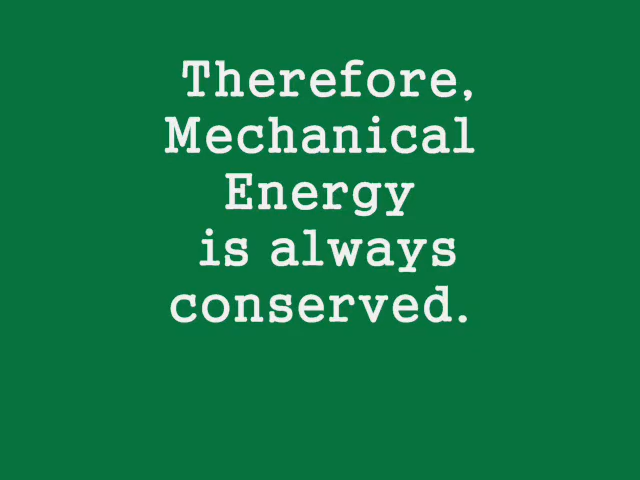 Therefore,
Mechanical
Energy
is always
conserved.